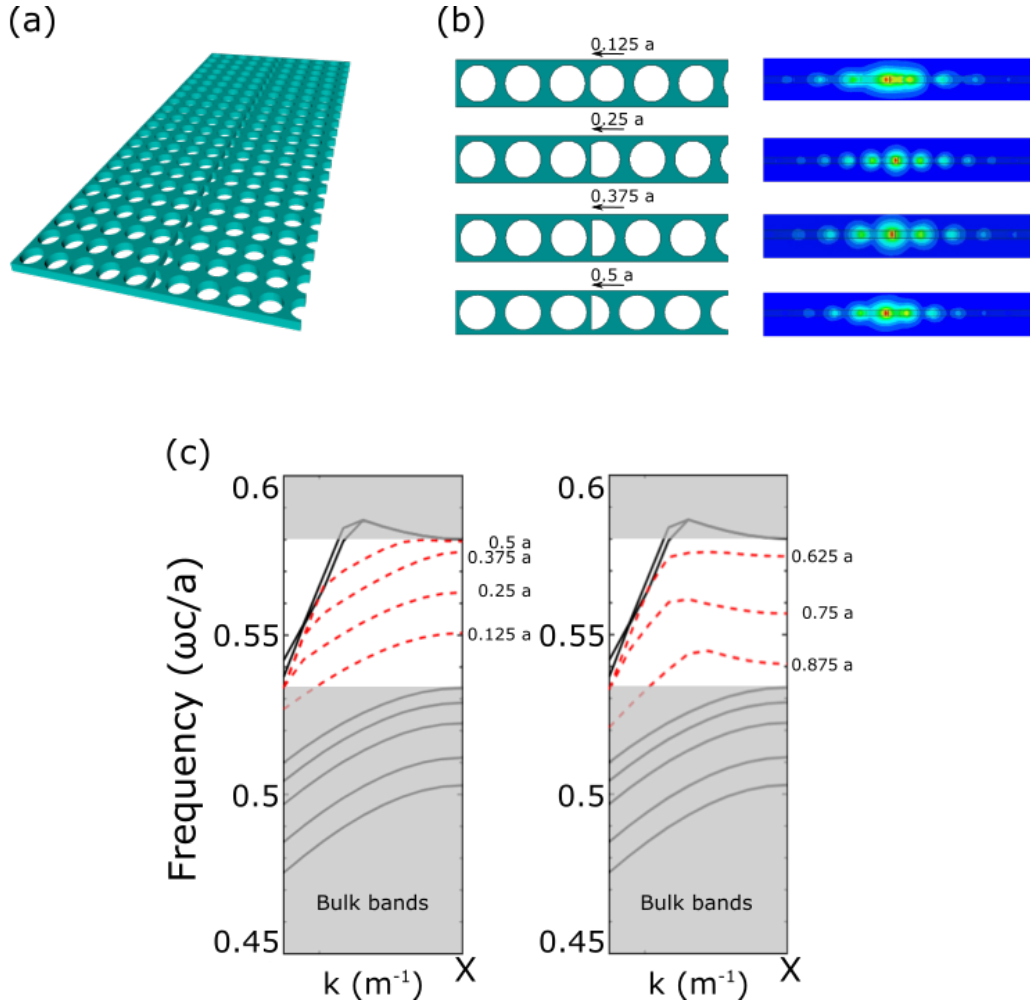 (a)
(b)
0.125 a
0.25 a
0.375 a
0.5 a
(c)
Frequency (ωc/a)
0.6
0.55
0.5
0.45
0.5 a
0.375a
0.25 a
0.125 a
Bulk bands
k (m⁻¹)
X
0.6
0.55
0.5
0.45
0.625 a
0.75 a
0.875 a
Bulk bands
k (m⁻¹)
X